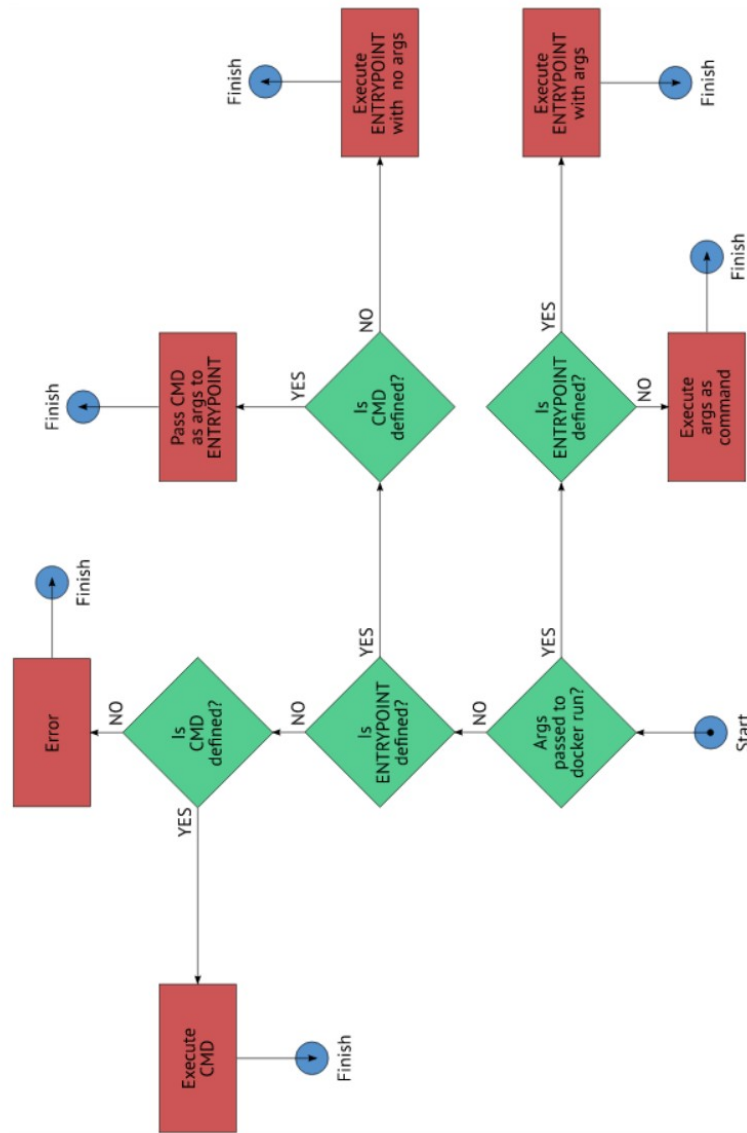 Error
Finish
Finish
NO
Execute
CMD
YES
Is
CMD
defined?
Pass CMD
as args to
ENTRYPOINT
Finish
NO
YES
Finish
Is
ENTRYPOINT
defined?
YES
Is
CMD
defined?
NO
Execute
ENTRYPOINT
with no args
NO
Args
passed to
docker run?
YES
Is
ENTRYPOINT
defined?
YES
Execute
ENTRYPOINT
with args
NO
Execute
args as
command
Finish
Start
Finish